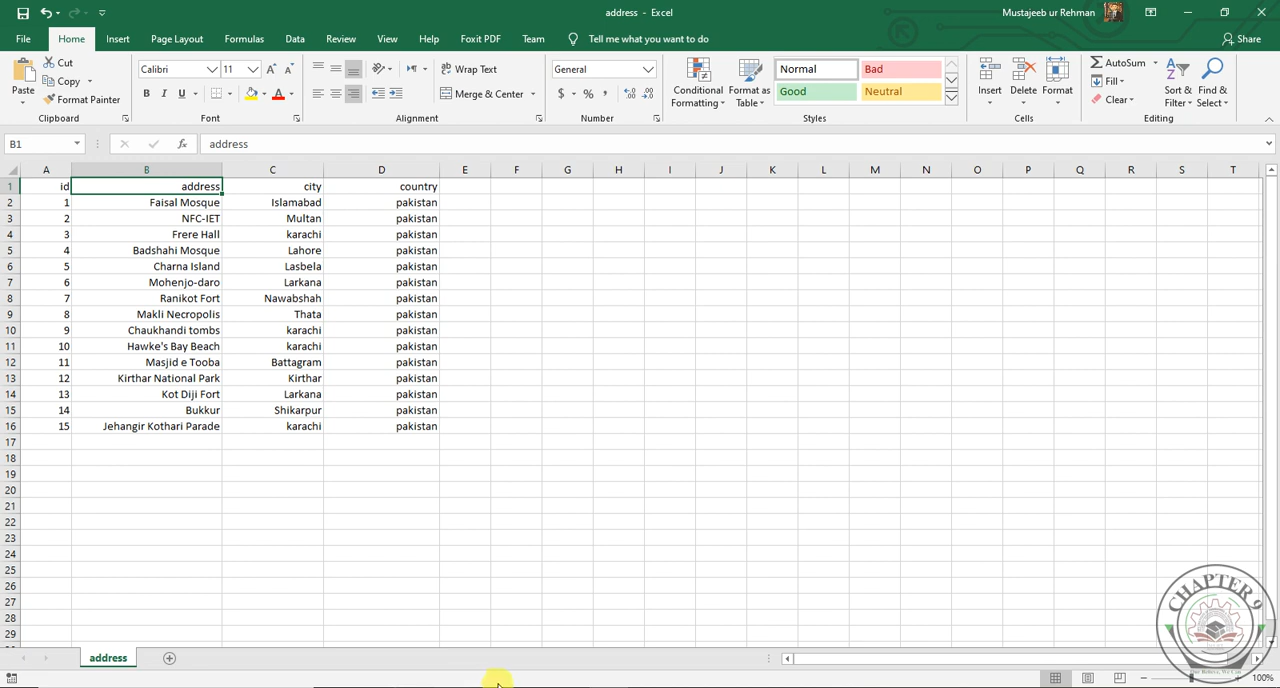 address - Excel
Mustajeeb ur Rehman
File Home Insert Page Layout Formulas Data Review View Help Foxit PDF Team Tell me what you want to do Share
Paste
Cut
Copy
Format Painter
Clipboard
Calibri 11
B I U
Font
Wrap Text
Merge & Center
Alignment
General
$ % ,
Number
Conditional Formatting
Format as Table
Normal Bad
Good Neutral
Styles
Insert Delete Format
Cells
AutoSum
Fill
Clear
Sort & Filter
Find & Select
Editing
B1 fx address
A B C D E F G H I J K L M N O P Q R S T
1 id address city country
2 1 Faisal Mosque Islamabad pakistan
3 2 NFC-IET Multan pakistan
4 3 Frere Hall karachi pakistan
5 4 Badshahi Mosque Lahore pakistan
6 5 Charna Island Lasbela pakistan
7 6 Mohenjo-daro Larkana pakistan
8 7 Ranikot Fort Nawabshah pakistan
9 8 Makli Necropolis Thata pakistan
10 9 Chaukhandi tombs karachi pakistan
11 10 Hawke's Bay Beach karachi pakistan
12 11 Masjid e Tooba Battagram pakistan
13 12 Kirthar National Park Kirthar pakistan
14 13 Kot Diji Fort Larkana pakistan
15 14 Bukkur Shikarpur pakistan
16 15 Jehangir Kothari Parade karachi pakistan
17
18
19
20
21
22
23
24
25
26
27
28
29
CHAPTER 9
address
100%